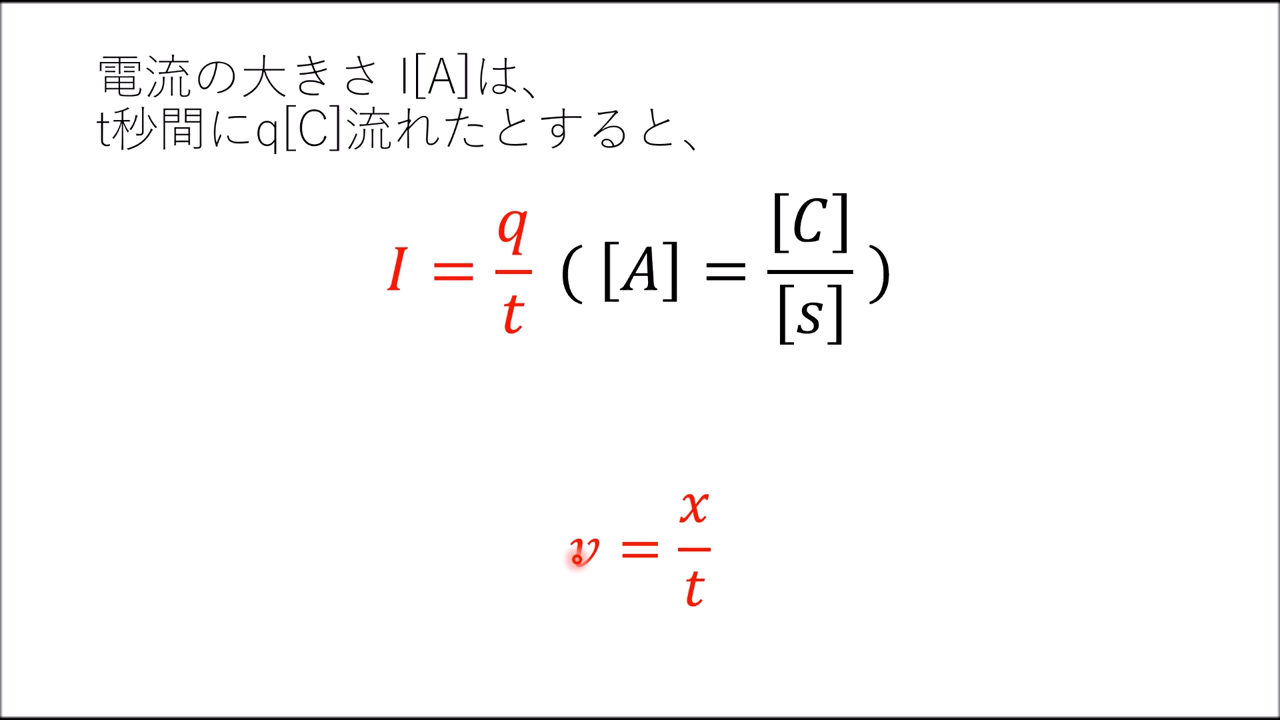 電流の大きさ I[A]は、
t秒間にq[C]流れたとすると、
I = q/t ( [A] = [C]/[s] )
v = x/t